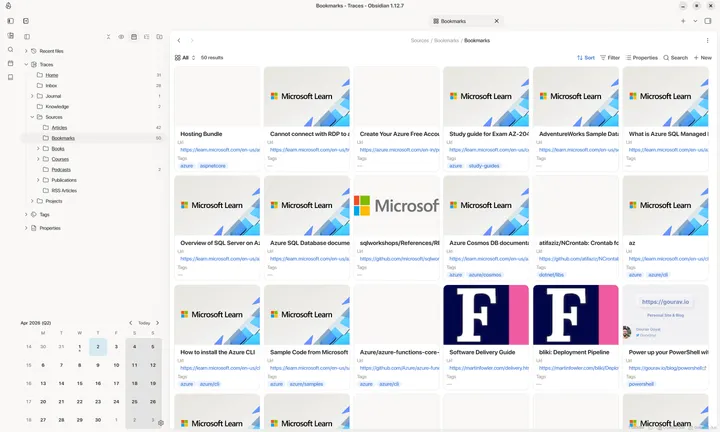 Bookmarks - Traces - Obsidian 1.12.7
Bookmarks
Recent files
Traces
Home 31
Inbox 28
Journal 1
Knowledge 2
Sources
Articles 42
Bookmarks 50
Books
Courses
Podcasts 2
Publications
RSS Articles
Projects
Tags
Properties
Apr 2026 (Q2) Today
M T W T F S S
14 30 31 1 2 3 4 5
15 6 7 8 9 10 11 12
16 13 14 15 16 17 18 19
17 20 21 22 23 24 25 26
18 27 28 29 30 1 2 3
Sources / Bookmarks / Bookmarks
All 50 results Sort Filter Properties Search New
Microsoft Learn
Hosting Bundle
Url
https://learn.microsoft.com/en-us/a
Tags
azure aspnetcore
Microsoft Learn
Cannot connect with RDP to a
Url
https://learn.microsoft.com/en-us/tr
Tags
—
Create Your Azure Free Accou
Url
https://azure.microsoft.com/en-in/p
Tags
—
Microsoft Learn
Study guide for Exam AZ-204
Url
https://learn.microsoft.com/en-us/c
Tags
azure study-guides
Microsoft Learn
AdventureWorks Sample Data
Url
https://learn.microsoft.com/en-us/s
Tags
—
Microsoft Learn
What is Azure SQL Managed I
Url
https://learn.microsoft.com/en-us/a
Tags
—
Microsoft Learn
Overview of SQL Server on Az
Url
https://learn.microsoft.com/en-us/a
Tags
—
Microsoft Learn
Azure SQL Database docume
Url
https://learn.microsoft.com/en-us/a
Tags
—
Microsof
sqlworkshops/References/RE
Url
https://github.com/microsoft/sqlwor
Tags
—
Microsoft Learn
Azure Cosmos DB documenta
Url
https://learn.microsoft.com/en-us/a
Tags
azure azure/cosmos
Microsoft Learn
atifaziz/NCrontab: Crontab fo
Url
https://github.com/atifaziz/NCronta
Tags
dotnet/libs
Microsoft Learn
az
Url
https://learn.microsoft.com/en-us/c
Tags
azure azure/cli
Microsoft Learn
How to install the Azure CLI
Url
https://learn.microsoft.com/en-us/c
Tags
azure azure/cli
Microsoft Learn
Sample Code from Microsoft
Url
https://learn.microsoft.com/en-us/s
Tags
azure azure/samples
Azure/azure-functions-core-
Url
https://github.com/Azure/azure-func
Tags
azure azure/cli
F
Software Delivery Guide
Url
https://martinfowler.com/delivery.ht
Tags
—
F
bliki: Deployment Pipeline
Url
https://martinfowler.com/bliki/Deplo
Tags
—
https://gourav.io
Personal Site & Blog
Power up your PowerShell wit
Url
https://gourav.io/blog/powershell
Tags
powershell
Microsoft Learn
Microsoft Learn
Microsoft Learn